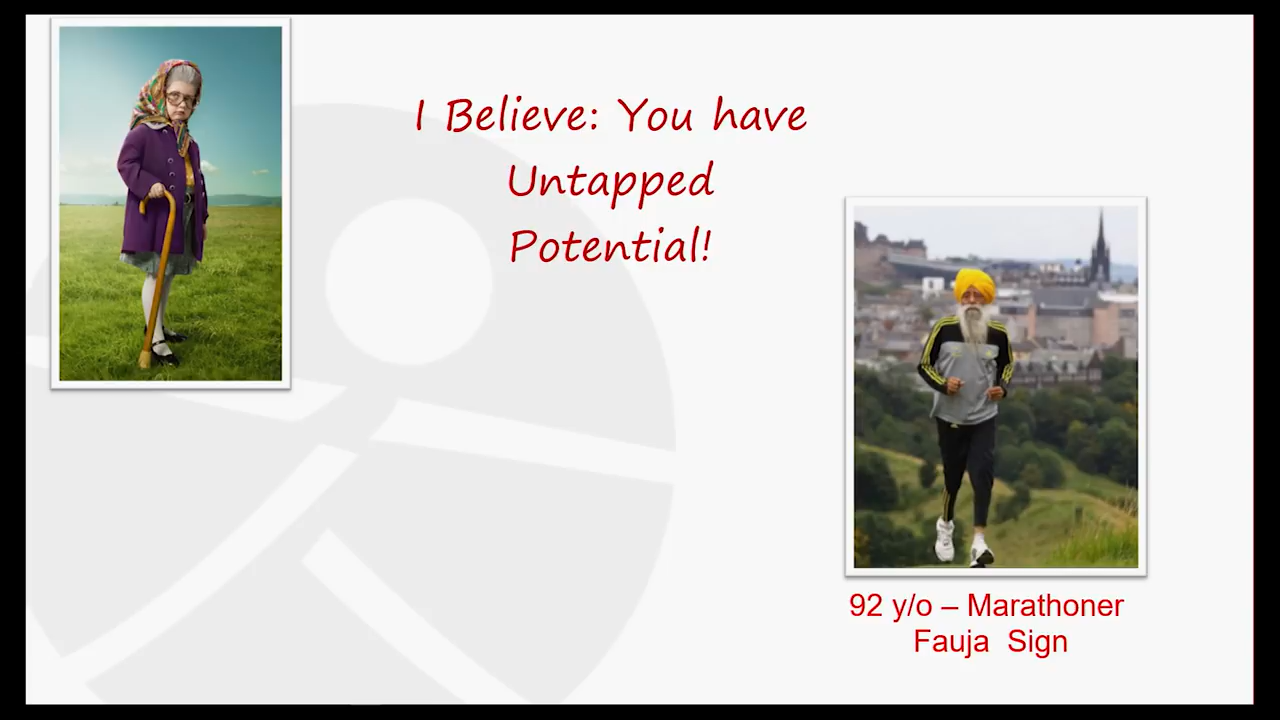 I Believe: You have
Untapped
Potential!
92 y/o – Marathoner
Fauja Sign